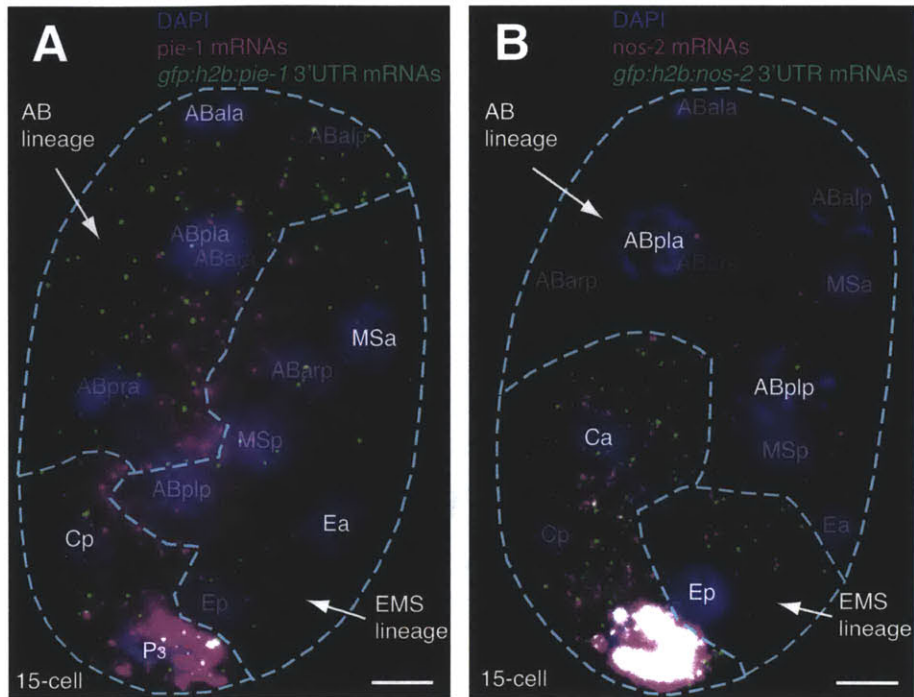 A
DAPI
pie-1 mRNAs
gfp:h2b:pie-1 3'UTR mRNAs
AB
lineage
ABala
ABalp
ABpla
ABara
MSa
ABpra
ABarp
MSp
ABplp
Cp
Ea
Ep
P3
EMS
lineage
15-cell
B
DAPI
nos-2 mRNAs
gfp:h2b:nos-2 3'UTR mRNAs
AB
lineage
ABala
ABalp
ABpla
ABara
ABarp
MSa
ABplp
Ca
MSp
Cp
Ea
Ep
EMS
lineage
15-cell